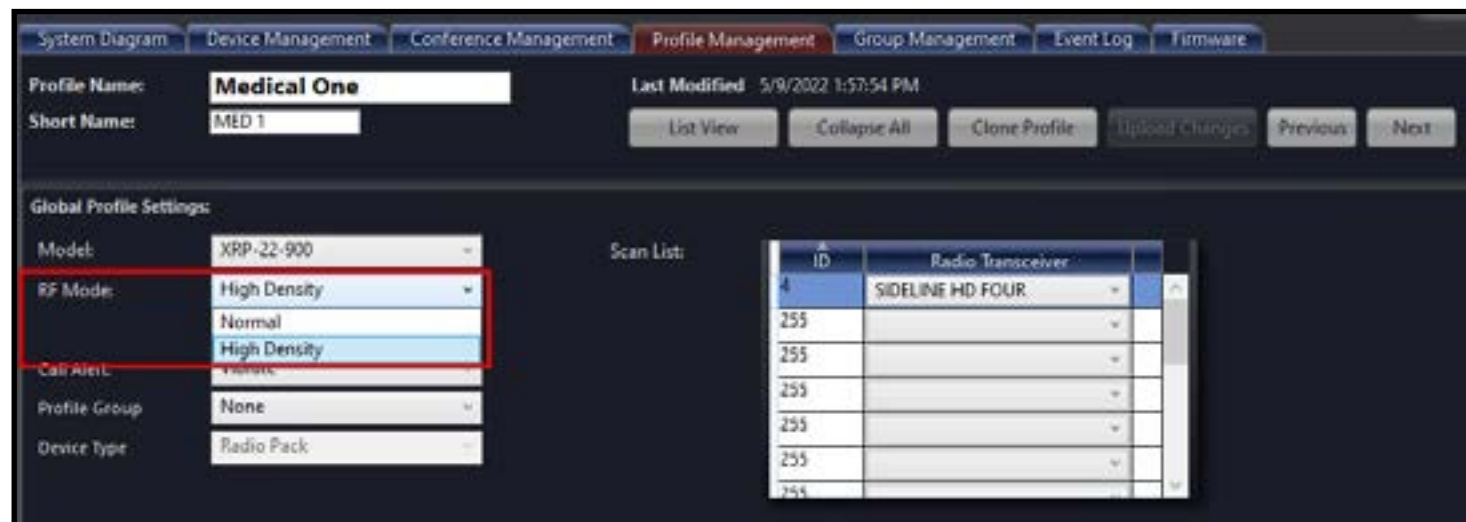 System Diagram Device Management Conference Management Profile Management Group Management Event Log Firmware
Profile Name: Medical One Last Modified 5/9/2022 1:57:54 PM
Short Name: MED 1 List View Collapse All Clone Profile Upload Changes Previous Next
Global Profile Settings:
Model: XRP-22-900 Scan List: ID Radio Transceiver
RF Mode: High Density 4 SIDELINE HD FOUR
Normal 255
High Density 255
Call Alert:
255
Profile Group None 255
Device Type Radio Pack 255
255